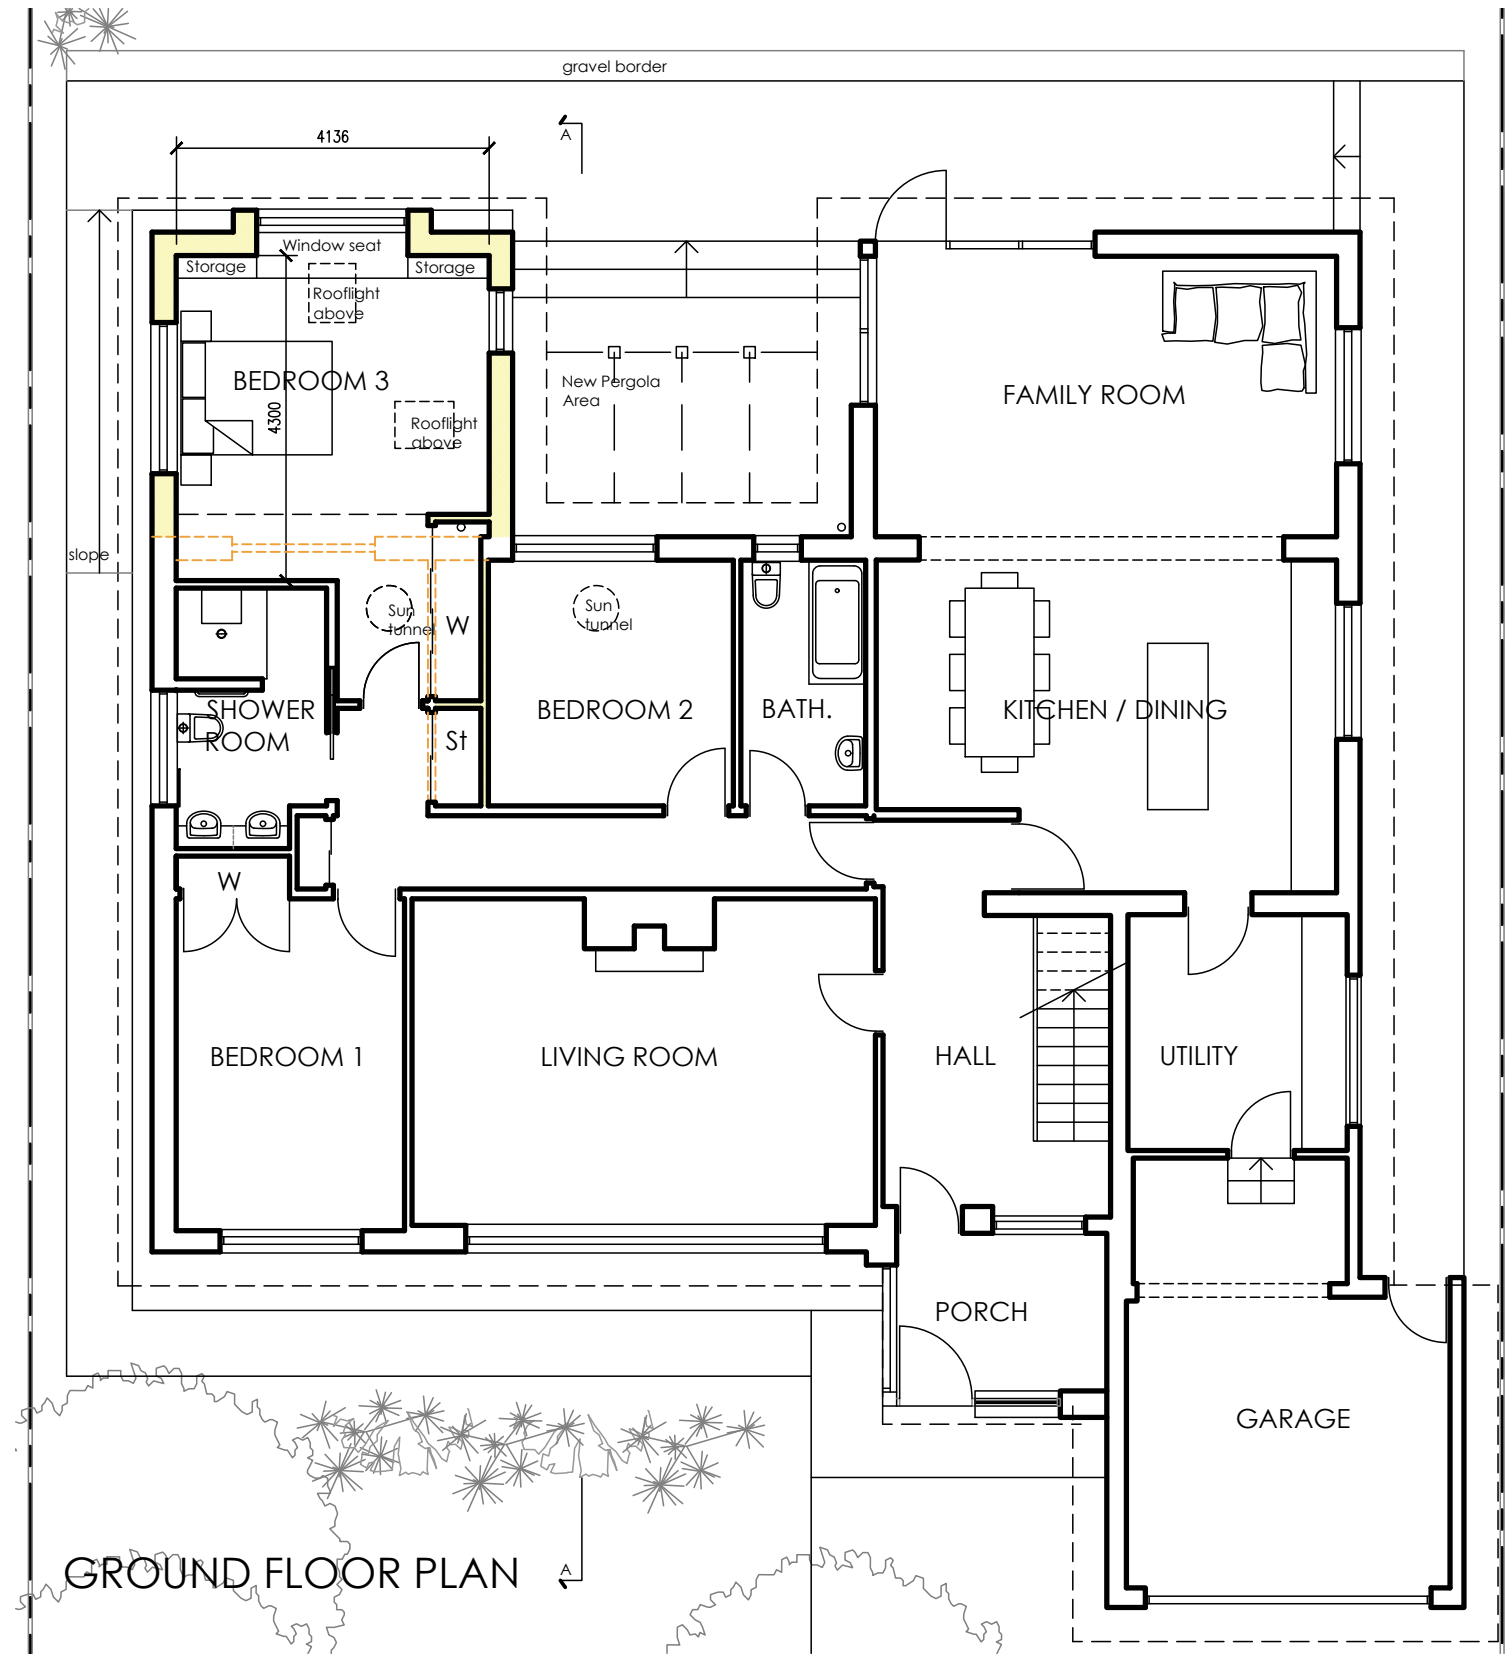 gravel border
4136
A
Window seat
Storage
Storage
Rooflight
above
BEDROOM 3
4300
Rooflight
above
New Pergola
Area
FAMILY ROOM
slope
Sun
tunnel
W
Sun
tunnel
SHOWER
ROOM
St
BEDROOM 2
BATH.
KITCHEN / DINING
W
BEDROOM 1
LIVING ROOM
HALL
UTILITY
PORCH
GARAGE
GROUND FLOOR PLAN
A